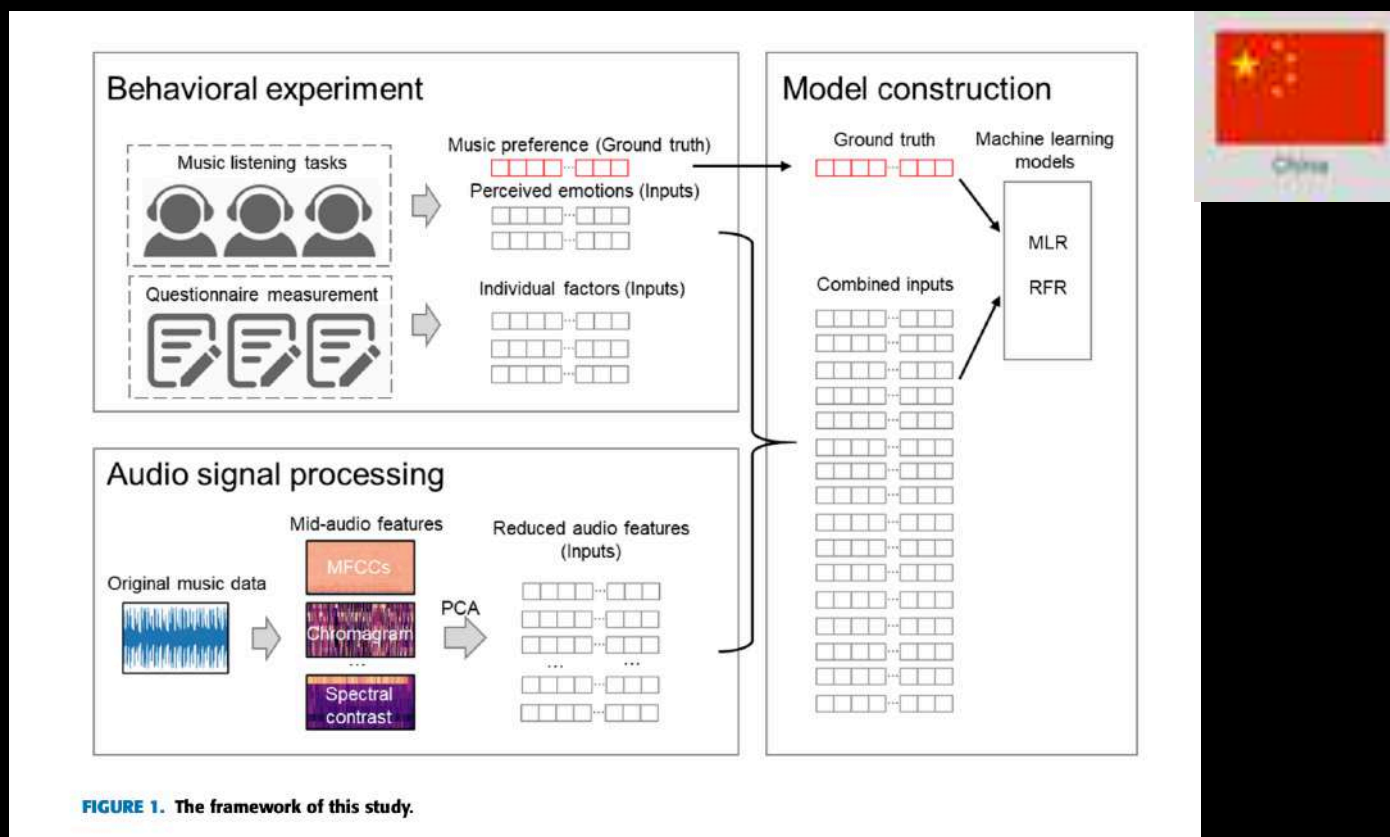 Behavioral experiment
Music listening tasks
Music preference (Ground truth)
Perceived emotions (Inputs)
Questionnaire measurement
Individual factors (Inputs)
Audio signal processing
Original music data
Mid-audio features
MFCCs
Chromagram
...
Spectral
contrast
PCA
Reduced audio features
(Inputs)
... ...
Model construction
Ground truth
Machine learning
models
MLR
RFR
Combined inputs
China
FIGURE 1. The framework of this study.